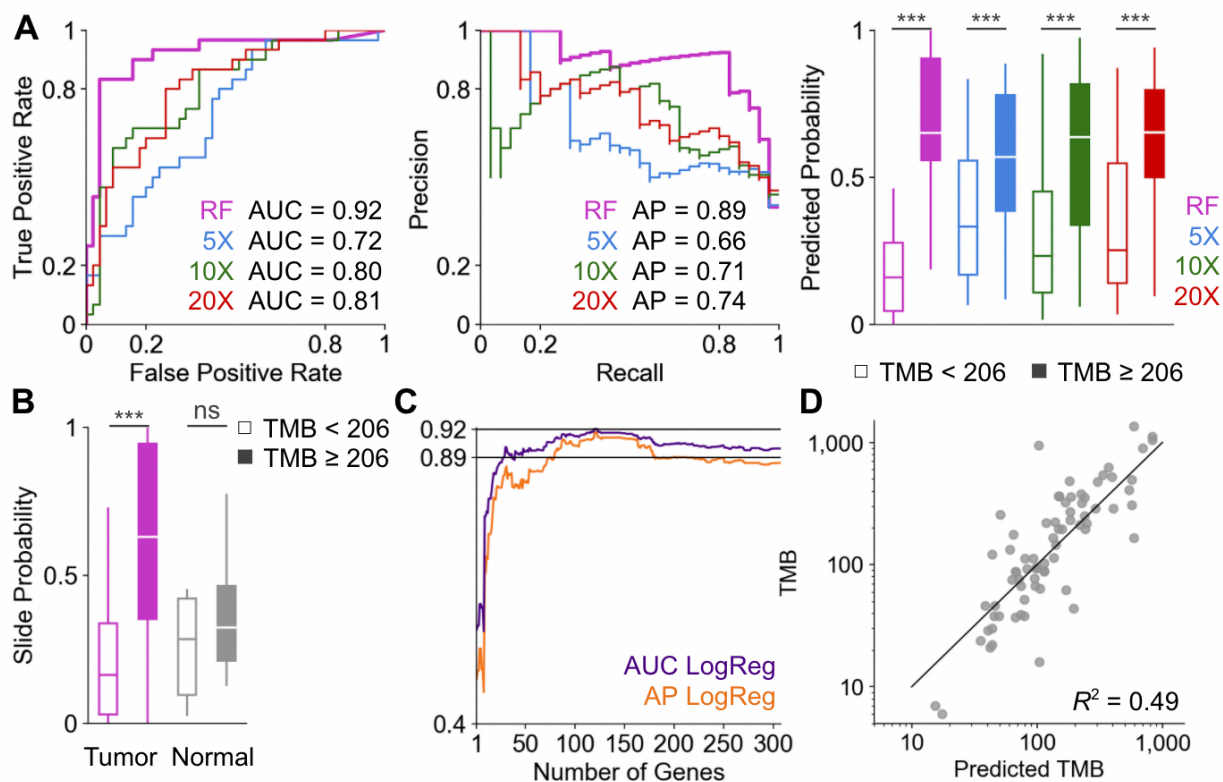 A
1
0.8
0.2
0
True Positive Rate
0
0.2
0.8
1
False Positive Rate
RF AUC = 0.92
5X AUC = 0.72
10X AUC = 0.80
20X AUC = 0.81
1
0.8
0.2
0
Precision
0
0.2
0.8
1
Recall
RF AP = 0.89
5X AP = 0.66
10X AP = 0.71
20X AP = 0.74
1
0.5
0
Predicted Probability
*** *** *** ***
RF
5X
10X
20X
□ TMB < 206 ■ TMB ≥ 206
B
1
0.5
0
Slide Probability
*** ns
□ TMB < 206
■ TMB ≥ 206
Tumor Normal
C
0.92
0.89
0.4
AUC LogReg
AP LogReg
1 50 100 150 200 250 300
Number of Genes
D
TMB
1,000
100
10
R² = 0.49
10 100 1,000
Predicted TMB